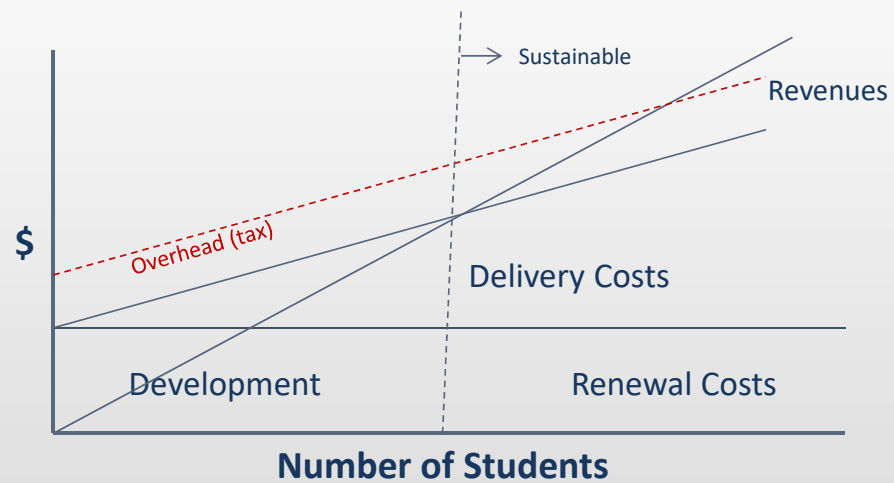 Sustainable
Revenues
$
Overhead (tax)
Delivery Costs
Development
Renewal Costs
Number of Students